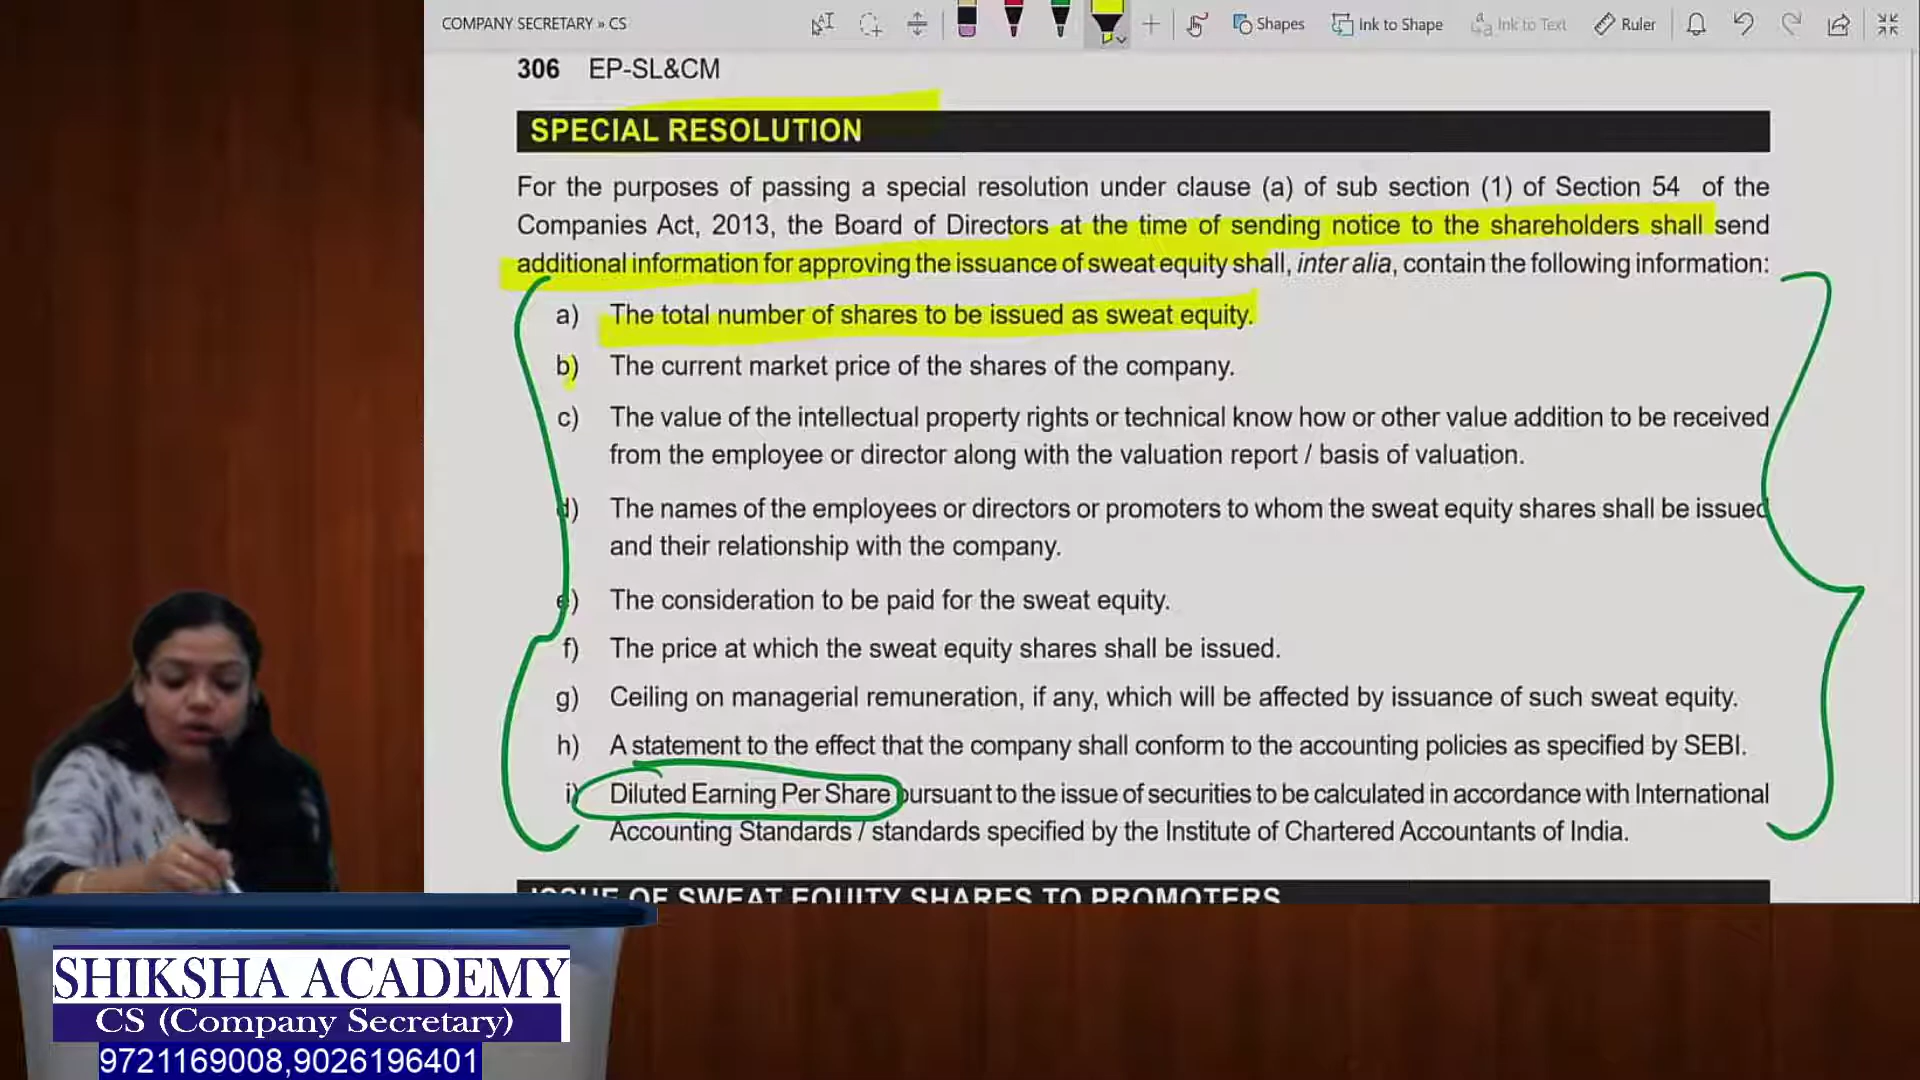 COMPANY SECRETARY » CS
Shapes
Ink to Shape
Ink to Text
Ruler
306 EP-SL&CM
SPECIAL RESOLUTION
For the purposes of passing a special resolution under clause (a) of sub section (1) of Section 54 of the
Companies Act, 2013, the Board of Directors at the time of sending notice to the shareholders shall send
additional information for approving the issuance of sweat equity shall, inter alia, contain the following information:
a) The total number of shares to be issued as sweat equity.
b) The current market price of the shares of the company.
c) The value of the intellectual property rights or technical know how or other value addition to be received
from the employee or director along with the valuation report / basis of valuation.
d) The names of the employees or directors or promoters to whom the sweat equity shares shall be issued
and their relationship with the company.
e) The consideration to be paid for the sweat equity.
f) The price at which the sweat equity shares shall be issued.
g) Ceiling on managerial remuneration, if any, which will be affected by issuance of such sweat equity.
h) A statement to the effect that the company shall conform to the accounting policies as specified by SEBI.
i) Diluted Earning Per Share pursuant to the issue of securities to be calculated in accordance with International
Accounting Standards / standards specified by the Institute of Chartered Accountants of India.
ISSUE OF SWEAT EQUITY SHARES TO PROMOTERS
SHIKSHA ACADEMY
CS (Company Secretary)
9721169008,9026196401